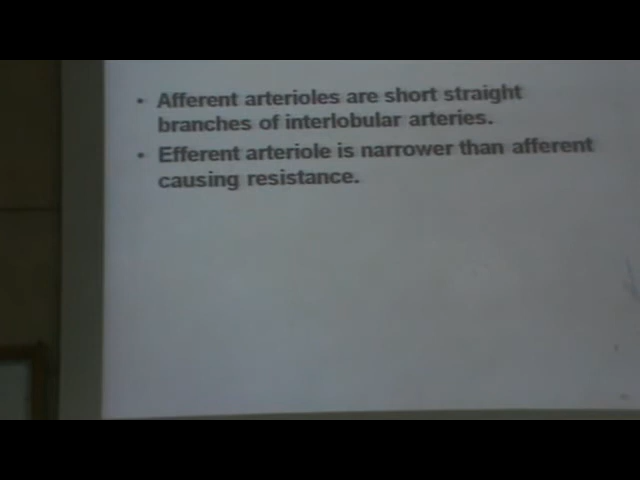 • Afferent arterioles are short straight
branches of interlobular arteries.
• Efferent arteriole is narrower than afferent
causing resistance.